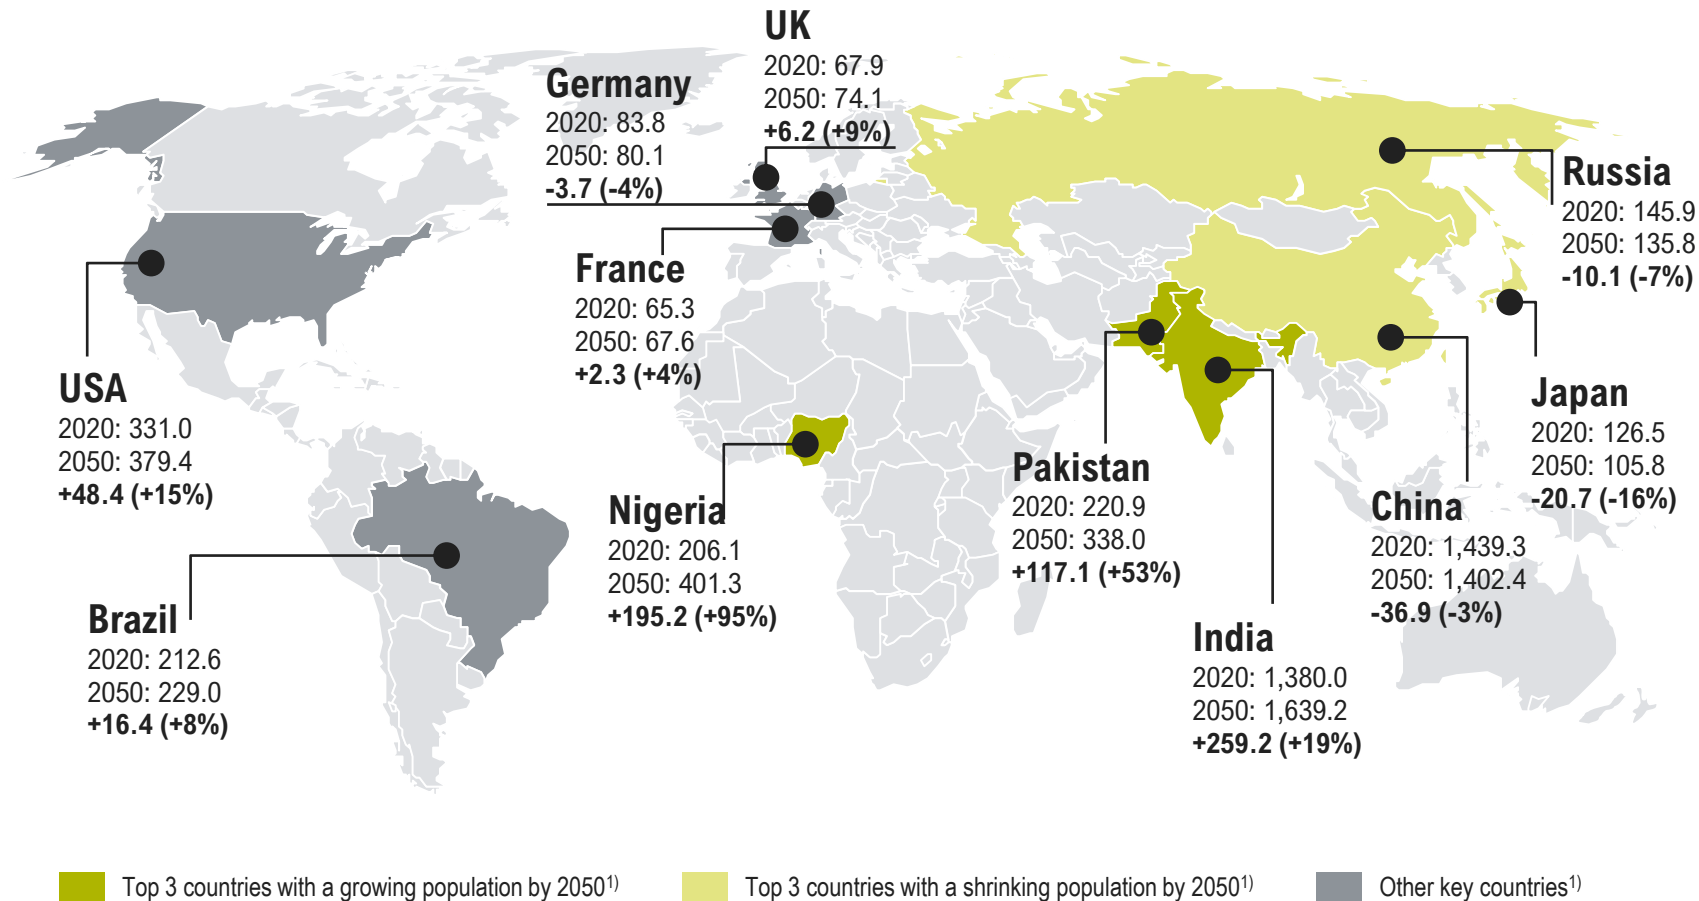 UK
2020: 67.9
2050: 74.1
+6.2 (+9%)
Germany
2020: 83.8
2050: 80.1
-3.7 (-4%)
Russia
2020: 145.9
2050: 135.8
-10.1 (-7%)
France
2020: 65.3
2050: 67.6
+2.3 (+4%)
USA
2020: 331.0
2050: 379.4
+48.4 (+15%)
Japan
2020: 126.5
2050: 105.8
-20.7 (-16%)
Pakistan
2020: 220.9
2050: 338.0
+117.1 (+53%)
Nigeria
2020: 206.1
2050: 401.3
+195.2 (+95%)
China
2020: 1,439.3
2050: 1,402.4
-36.9 (-3%)
Brazil
2020: 212.6
2050: 229.0
+16.4 (+8%)
India
2020: 1,380.0
2050: 1,639.2
+259.2 (+19%)
Top 3 countries with a growing population by 2050¹⁾
Top 3 countries with a shrinking population by 2050¹⁾
Other key countries¹⁾